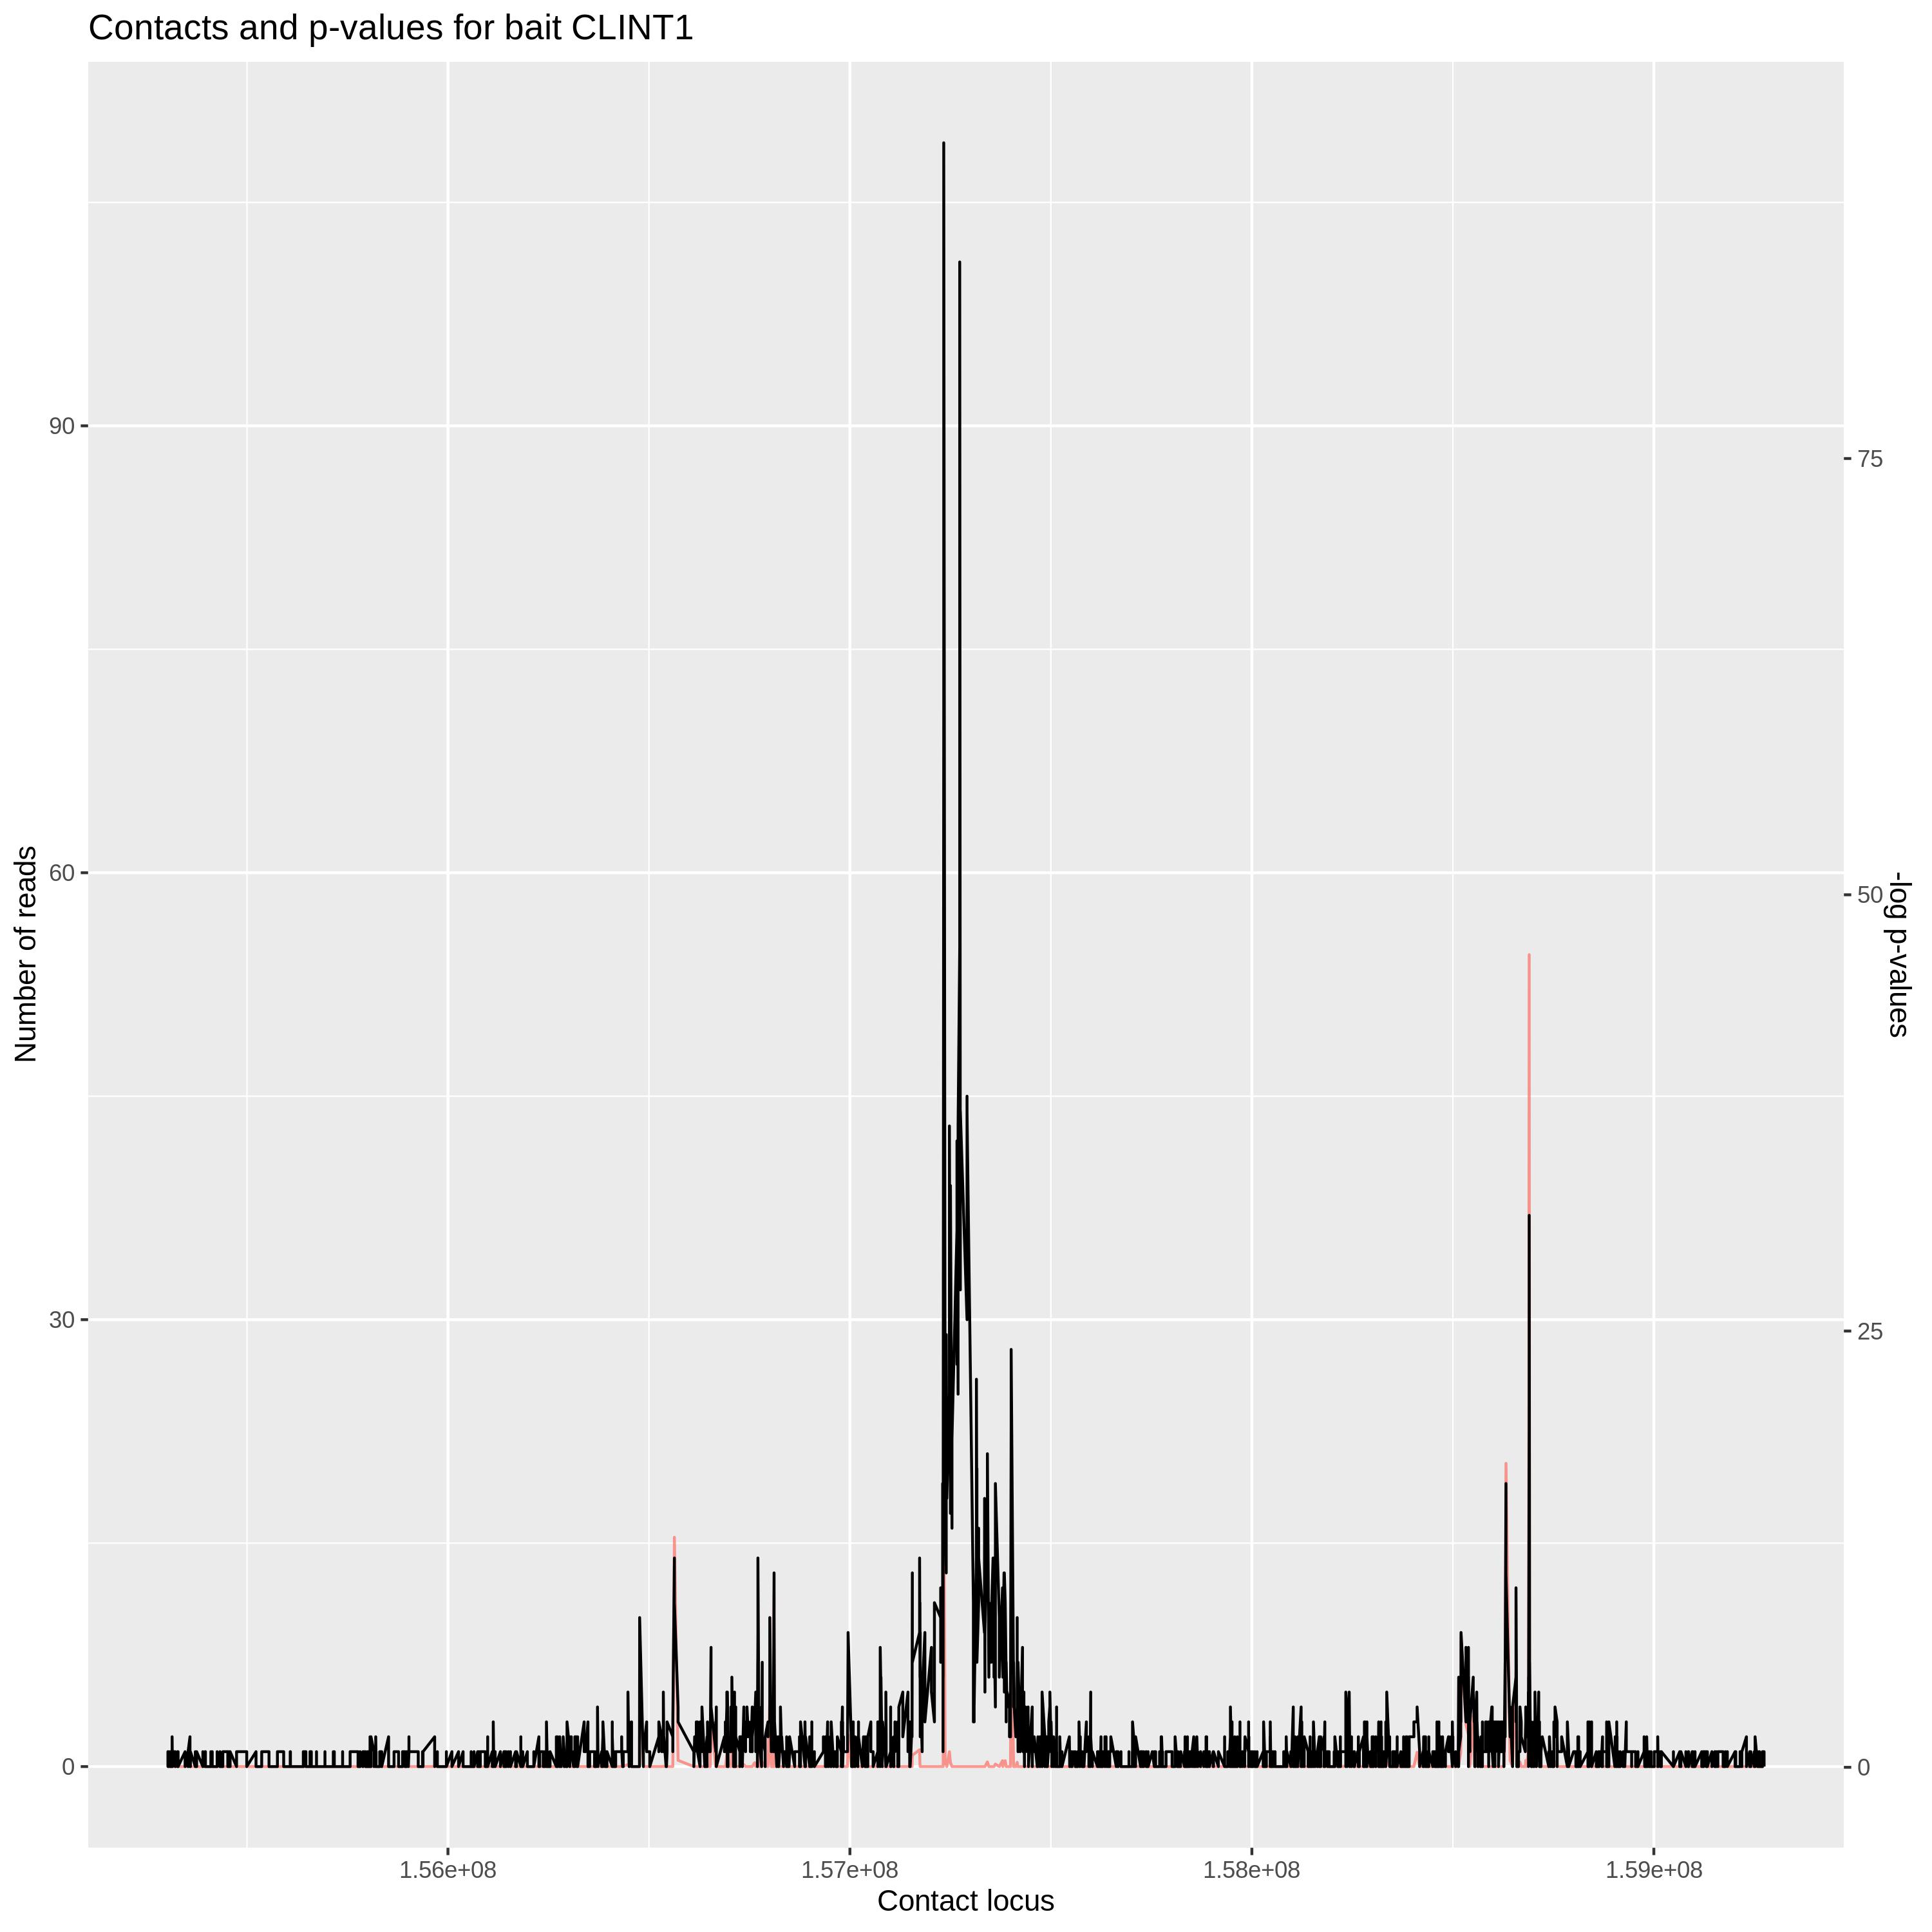 Contacts and p-values for bait CLINT1
90
60
30
0
Number of reads
75
50
25
0
-log p-values
1.56e+08
1.57e+08
1.58e+08
1.59e+08
Contact locus